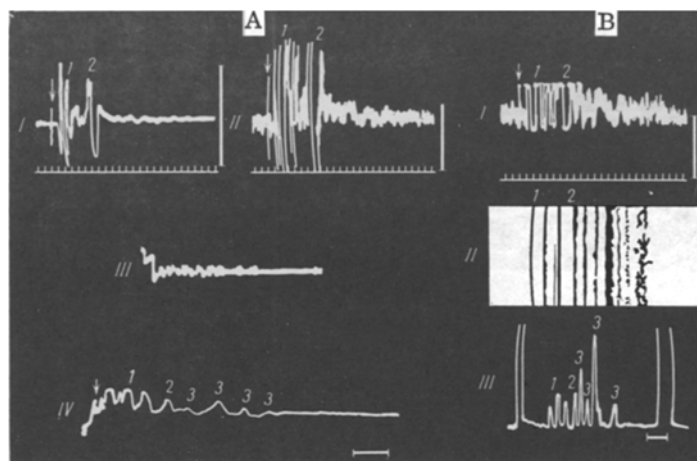 A B
1 2 1 2 1 2
I II I
1 2
III II
3
3
1 2 3 3 3 3 1 2 3 3
IV III